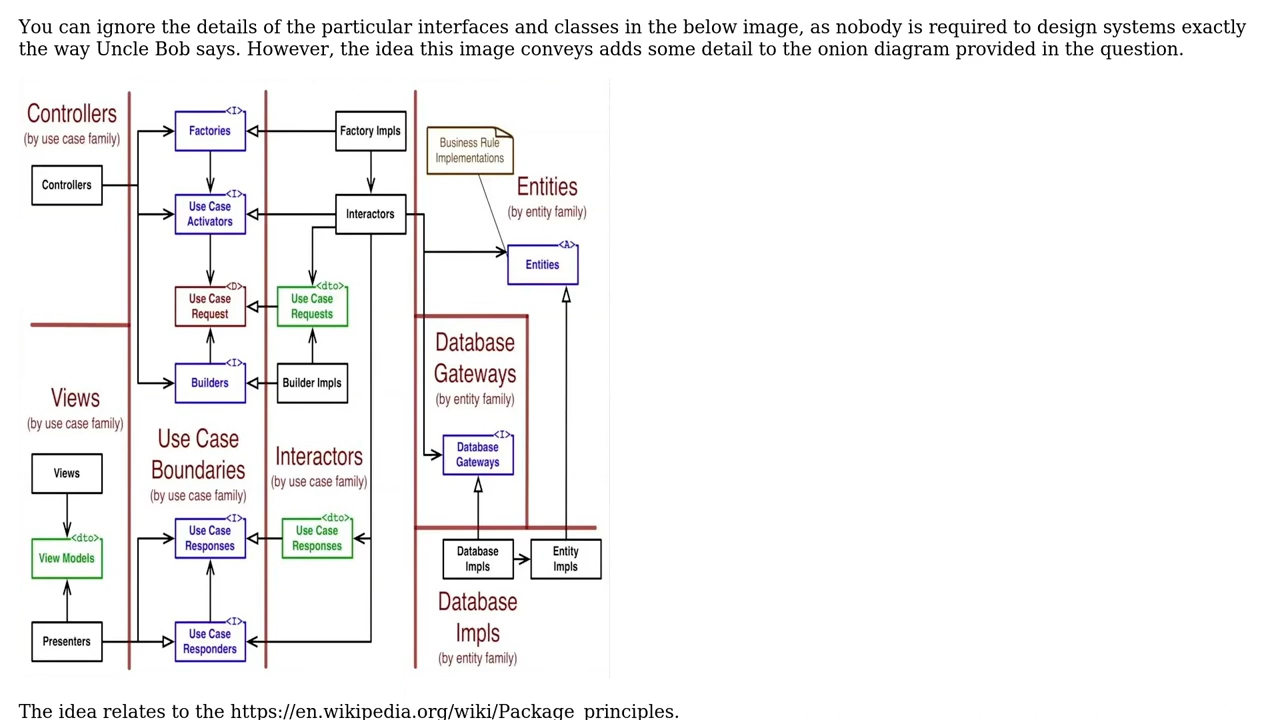 You can ignore the details of the particular interfaces and classes in the below image, as nobody is required to design systems exactly
the way Uncle Bob says. However, the idea this image conveys adds some detail to the onion diagram provided in the question.
Controllers
(by use case family)
Controllers
<I>
Factories
Factory Impls
Business Rule
Implementations
Entities
(by entity family)
<I>
Use Case
Activators
Interactors
<A>
Entities
<D>
Use Case
Request
<dto>
Use Case
Requests
<I>
Builders
Builder Impls
Database
Gateways
(by entity family)
<I>
Database
Gateways
Views
(by use case family)
Views
<dto>
View Models
Presenters
Use Case
Boundaries
(by use case family)
Interactors
(by use case family)
<I>
Use Case
Responses
<dto>
Use Case
Responses
<I>
Use Case
Responders
Database
Impls
Entity
Impls
Database
Impls
(by entity family)
The idea relates to the https://en.wikipedia.org/wiki/Package_principles.